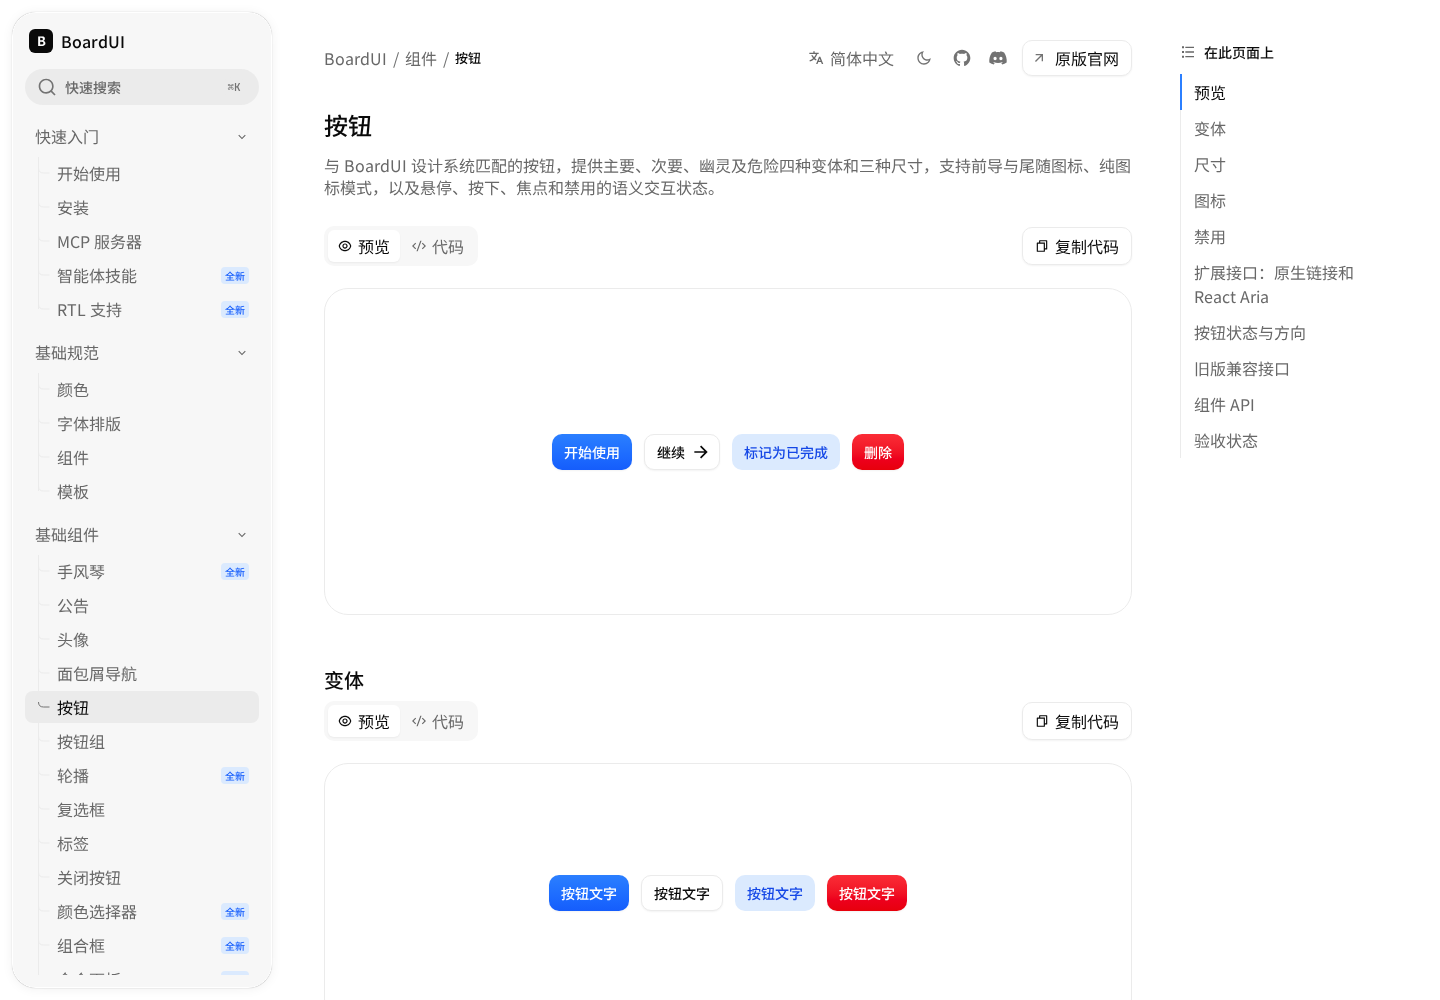 B BoardUI
快速搜索 ⌘K
快速入门
开始使用
安装
MCP 服务器
智能体技能 全新
RTL 支持 全新
基础规范
颜色
字体排版
组件
模板
基础组件
手风琴 全新
公告
头像
面包屑导航
按钮
按钮组
轮播 全新
复选框
标签
关闭按钮
颜色选择器 全新
组合框 全新
BoardUI / 组件 / 按钮
简体中文
原版官网
按钮
与 BoardUI 设计系统匹配的按钮，提供主要、次要、幽灵及危险四种变体和三种尺寸，支持前导与尾随图标、纯图
标模式，以及悬停、按下、焦点和禁用的语义交互状态。
预览 代码
复制代码
开始使用 继续 标记为已完成 删除
变体
预览 代码
复制代码
按钮文字 按钮文字 按钮文字 按钮文字
在此页面上
预览
变体
尺寸
图标
禁用
扩展接口：原生链接和
React Aria
按钮状态与方向
旧版兼容接口
组件 API
验收状态